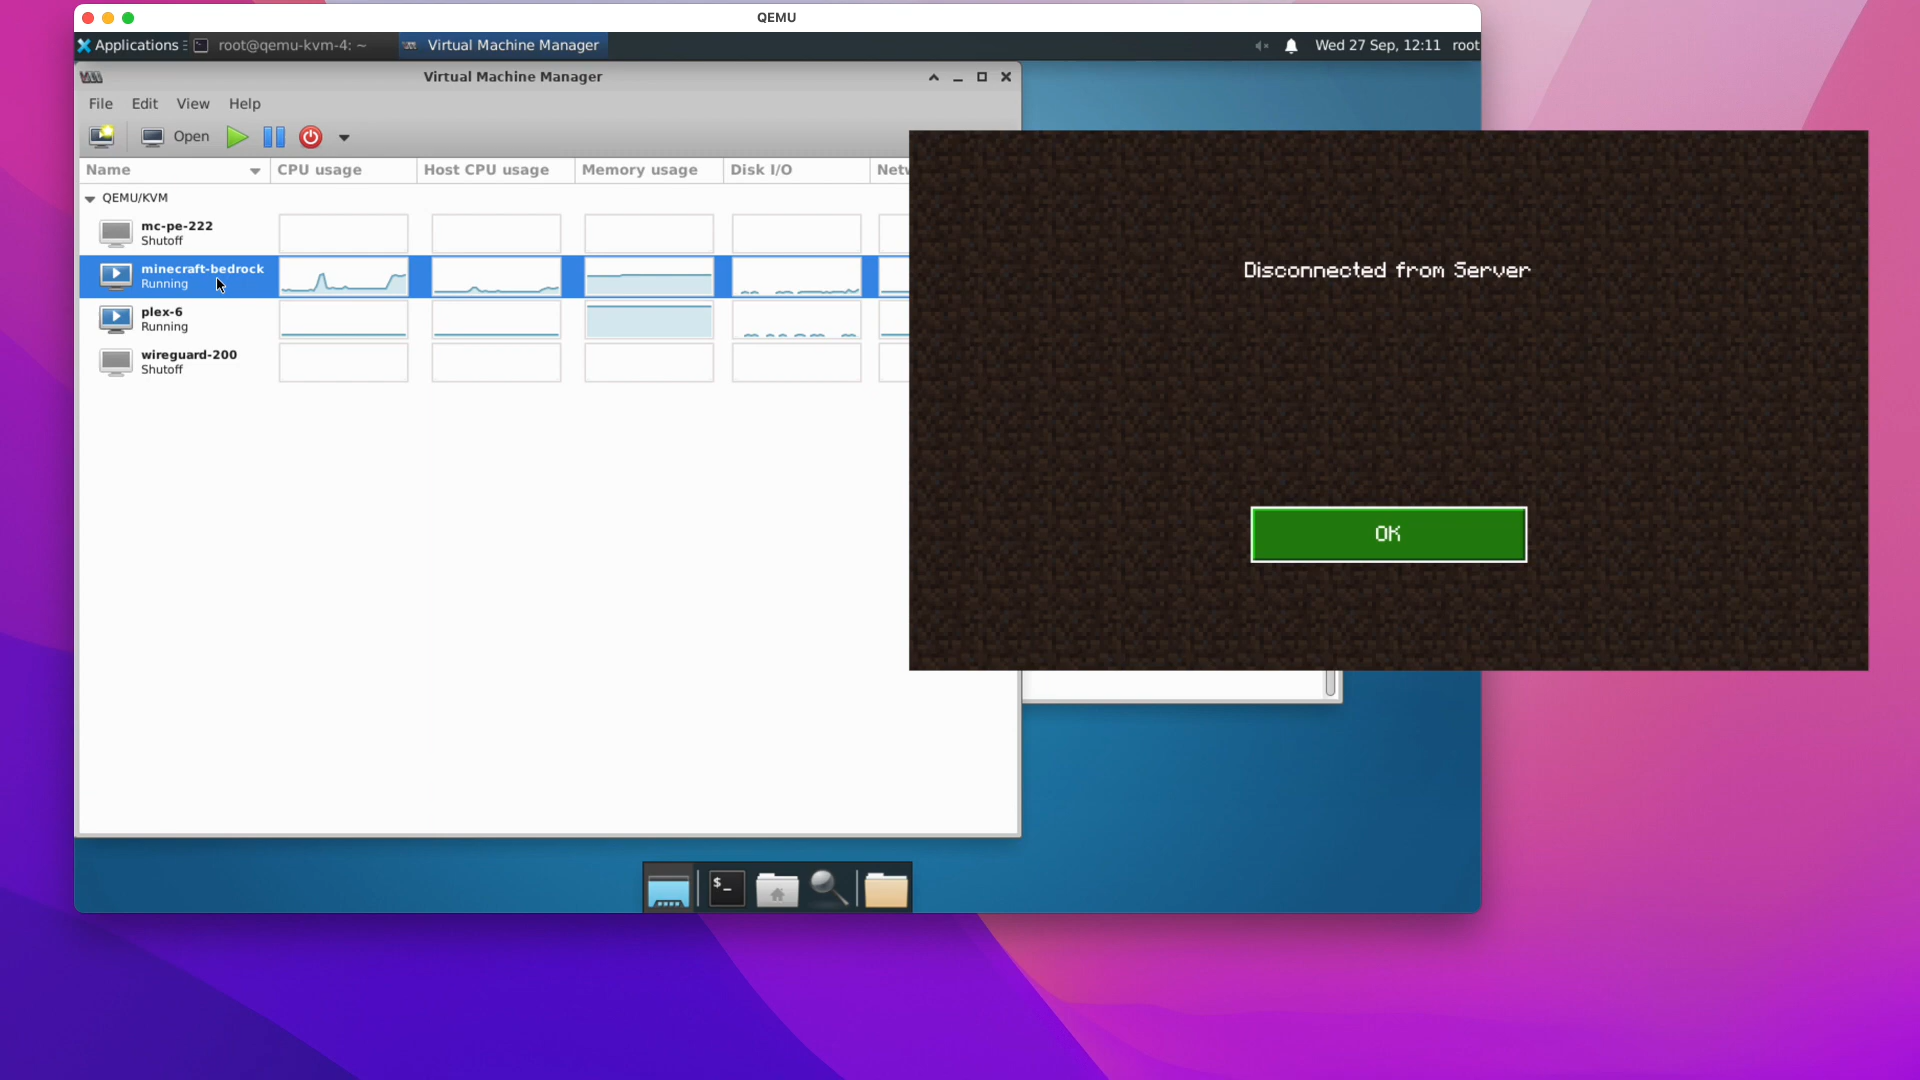 QEMU
Applications
root@qemu-kvm-4: ~
Virtual Machine Manager
Wed 27 Sep, 12:11
root
Virtual Machine Manager
File Edit View Help
Open
Name CPU usage Host CPU usage Memory usage Disk I/O Netw
QEMU/KVM
mc-pe-222
Shutoff
minecraft-bedrock
Running
plex-6
Running
wireguard-200
Shutoff
Disconnected from Server
OK
$_